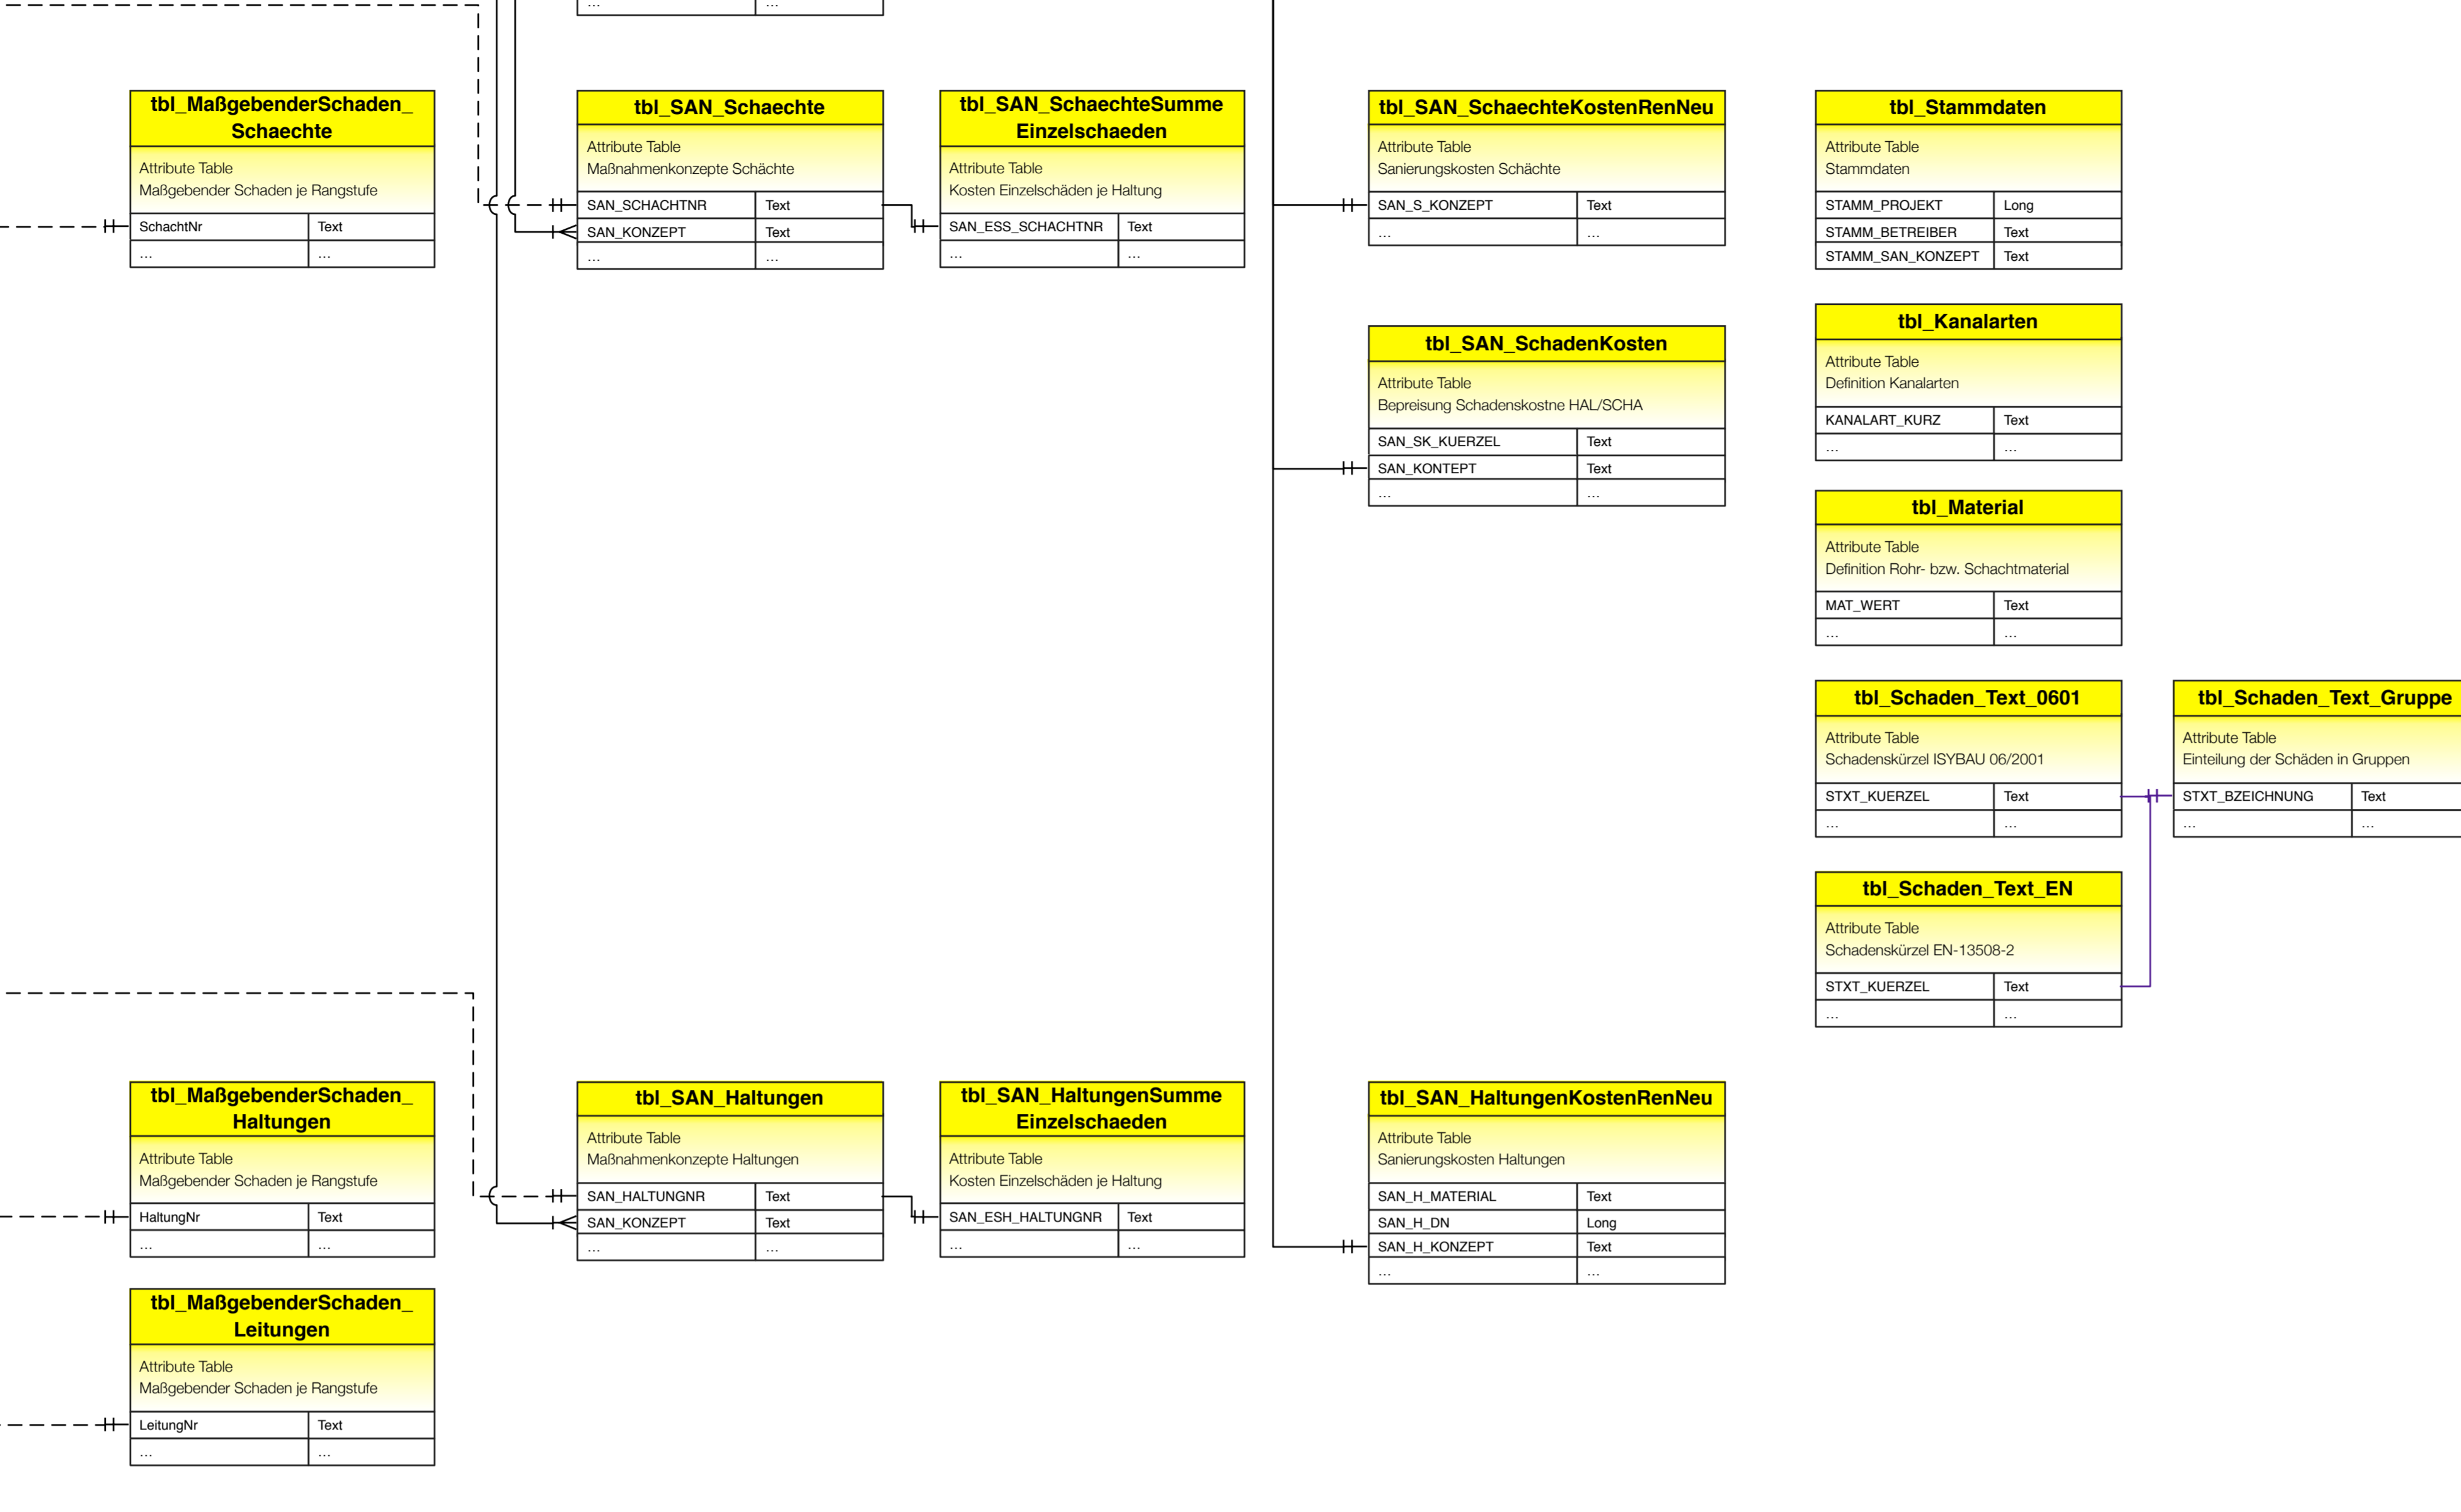 ...
...
tbl_MaßgebenderSchaden_
Schaechte
Attribute Table
Maßgebender Schaden je Rangstufe
SchachtNr Text
... ...
tbl_SAN_Schaechte
Attribute Table
Maßnahmenkonzepte Schächte
SAN_SCHACHTNR Text
SAN_KONZEPT Text
... ...
tbl_SAN_SchaechteSumme
Einzelschaeden
Attribute Table
Kosten Einzelschäden je Haltung
SAN_ESS_SCHACHTNR Text
... ...
tbl_SAN_SchaechteKostenRenNeu
Attribute Table
Sanierungskosten Schächte
SAN_S_KONZEPT Text
... ...
tbl_Stammdaten
Attribute Table
Stammdaten
STAMM_PROJEKT Long
STAMM_BETREIBER Text
STAMM_SAN_KONZEPT Text
tbl_SAN_SchadenKosten
Attribute Table
Bepreisung Schadenskostne HAL/SCHA
SAN_SK_KUERZEL Text
SAN_KONTEPT Text
... ...
tbl_Kanalarten
Attribute Table
Definition Kanalarten
KANALART_KURZ Text
... ...
tbl_Material
Attribute Table
Definition Rohr- bzw. Schachtmaterial
MAT_WERT Text
... ...
tbl_Schaden_Text_0601
Attribute Table
Schadenskürzel ISYBAU 06/2001
STXT_KUERZEL Text
... ...
tbl_Schaden_Text_Gruppe
Attribute Table
Einteilung der Schäden in Gruppen
STXT_BZEICHNUNG Text
... ...
tbl_Schaden_Text_EN
Attribute Table
Schadenskürzel EN-13508-2
STXT_KUERZEL Text
... ...
tbl_MaßgebenderSchaden_
Haltungen
Attribute Table
Maßgebender Schaden je Rangstufe
HaltungNr Text
... ...
tbl_SAN_Haltungen
Attribute Table
Maßnahmenkonzepte Haltungen
SAN_HALTUNGNR Text
SAN_KONZEPT Text
... ...
tbl_SAN_HaltungenSumme
Einzelschaeden
Attribute Table
Kosten Einzelschäden je Haltung
SAN_ESH_HALTUNGNR Text
... ...
tbl_SAN_HaltungenKostenRenNeu
Attribute Table
Sanierungskosten Haltungen
SAN_H_MATERIAL Text
SAN_H_DN Long
SAN_H_KONZEPT Text
... ...
tbl_MaßgebenderSchaden_
Leitungen
Attribute Table
Maßgebender Schaden je Rangstufe
LeitungNr Text
... ...